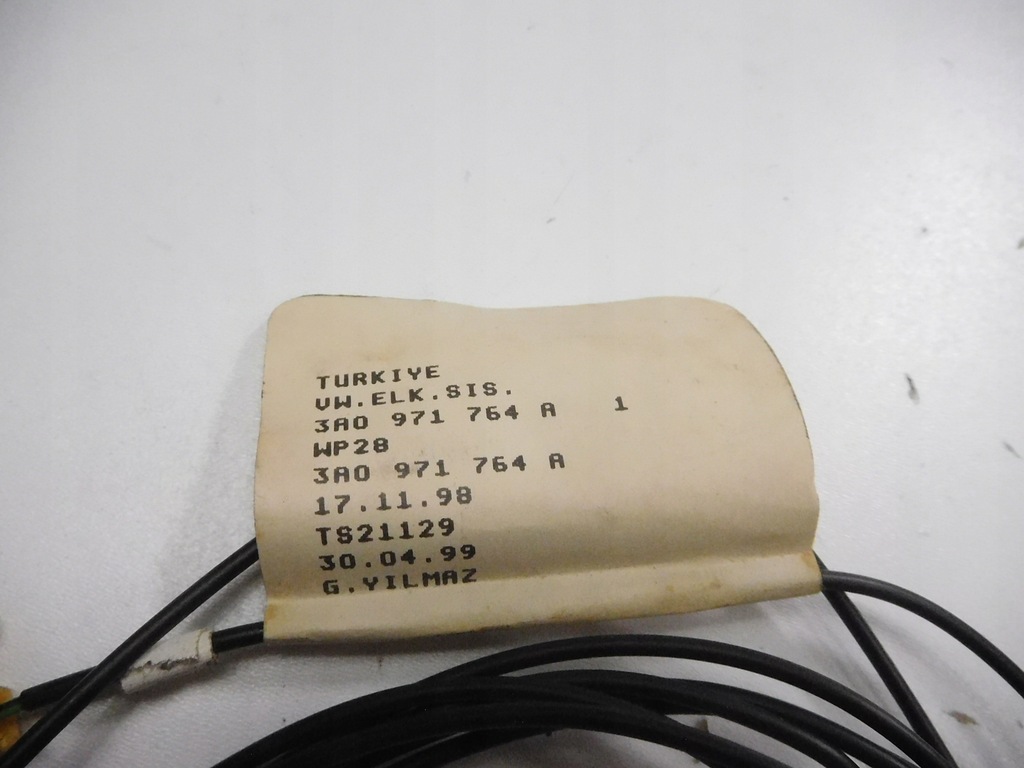 TURKIYE
VW.ELK.SIS.
3A0 971 764 A 1
WP28
3A0 971 764 A
17.11.98
TS21129
30.04.99
G.YILMAZ